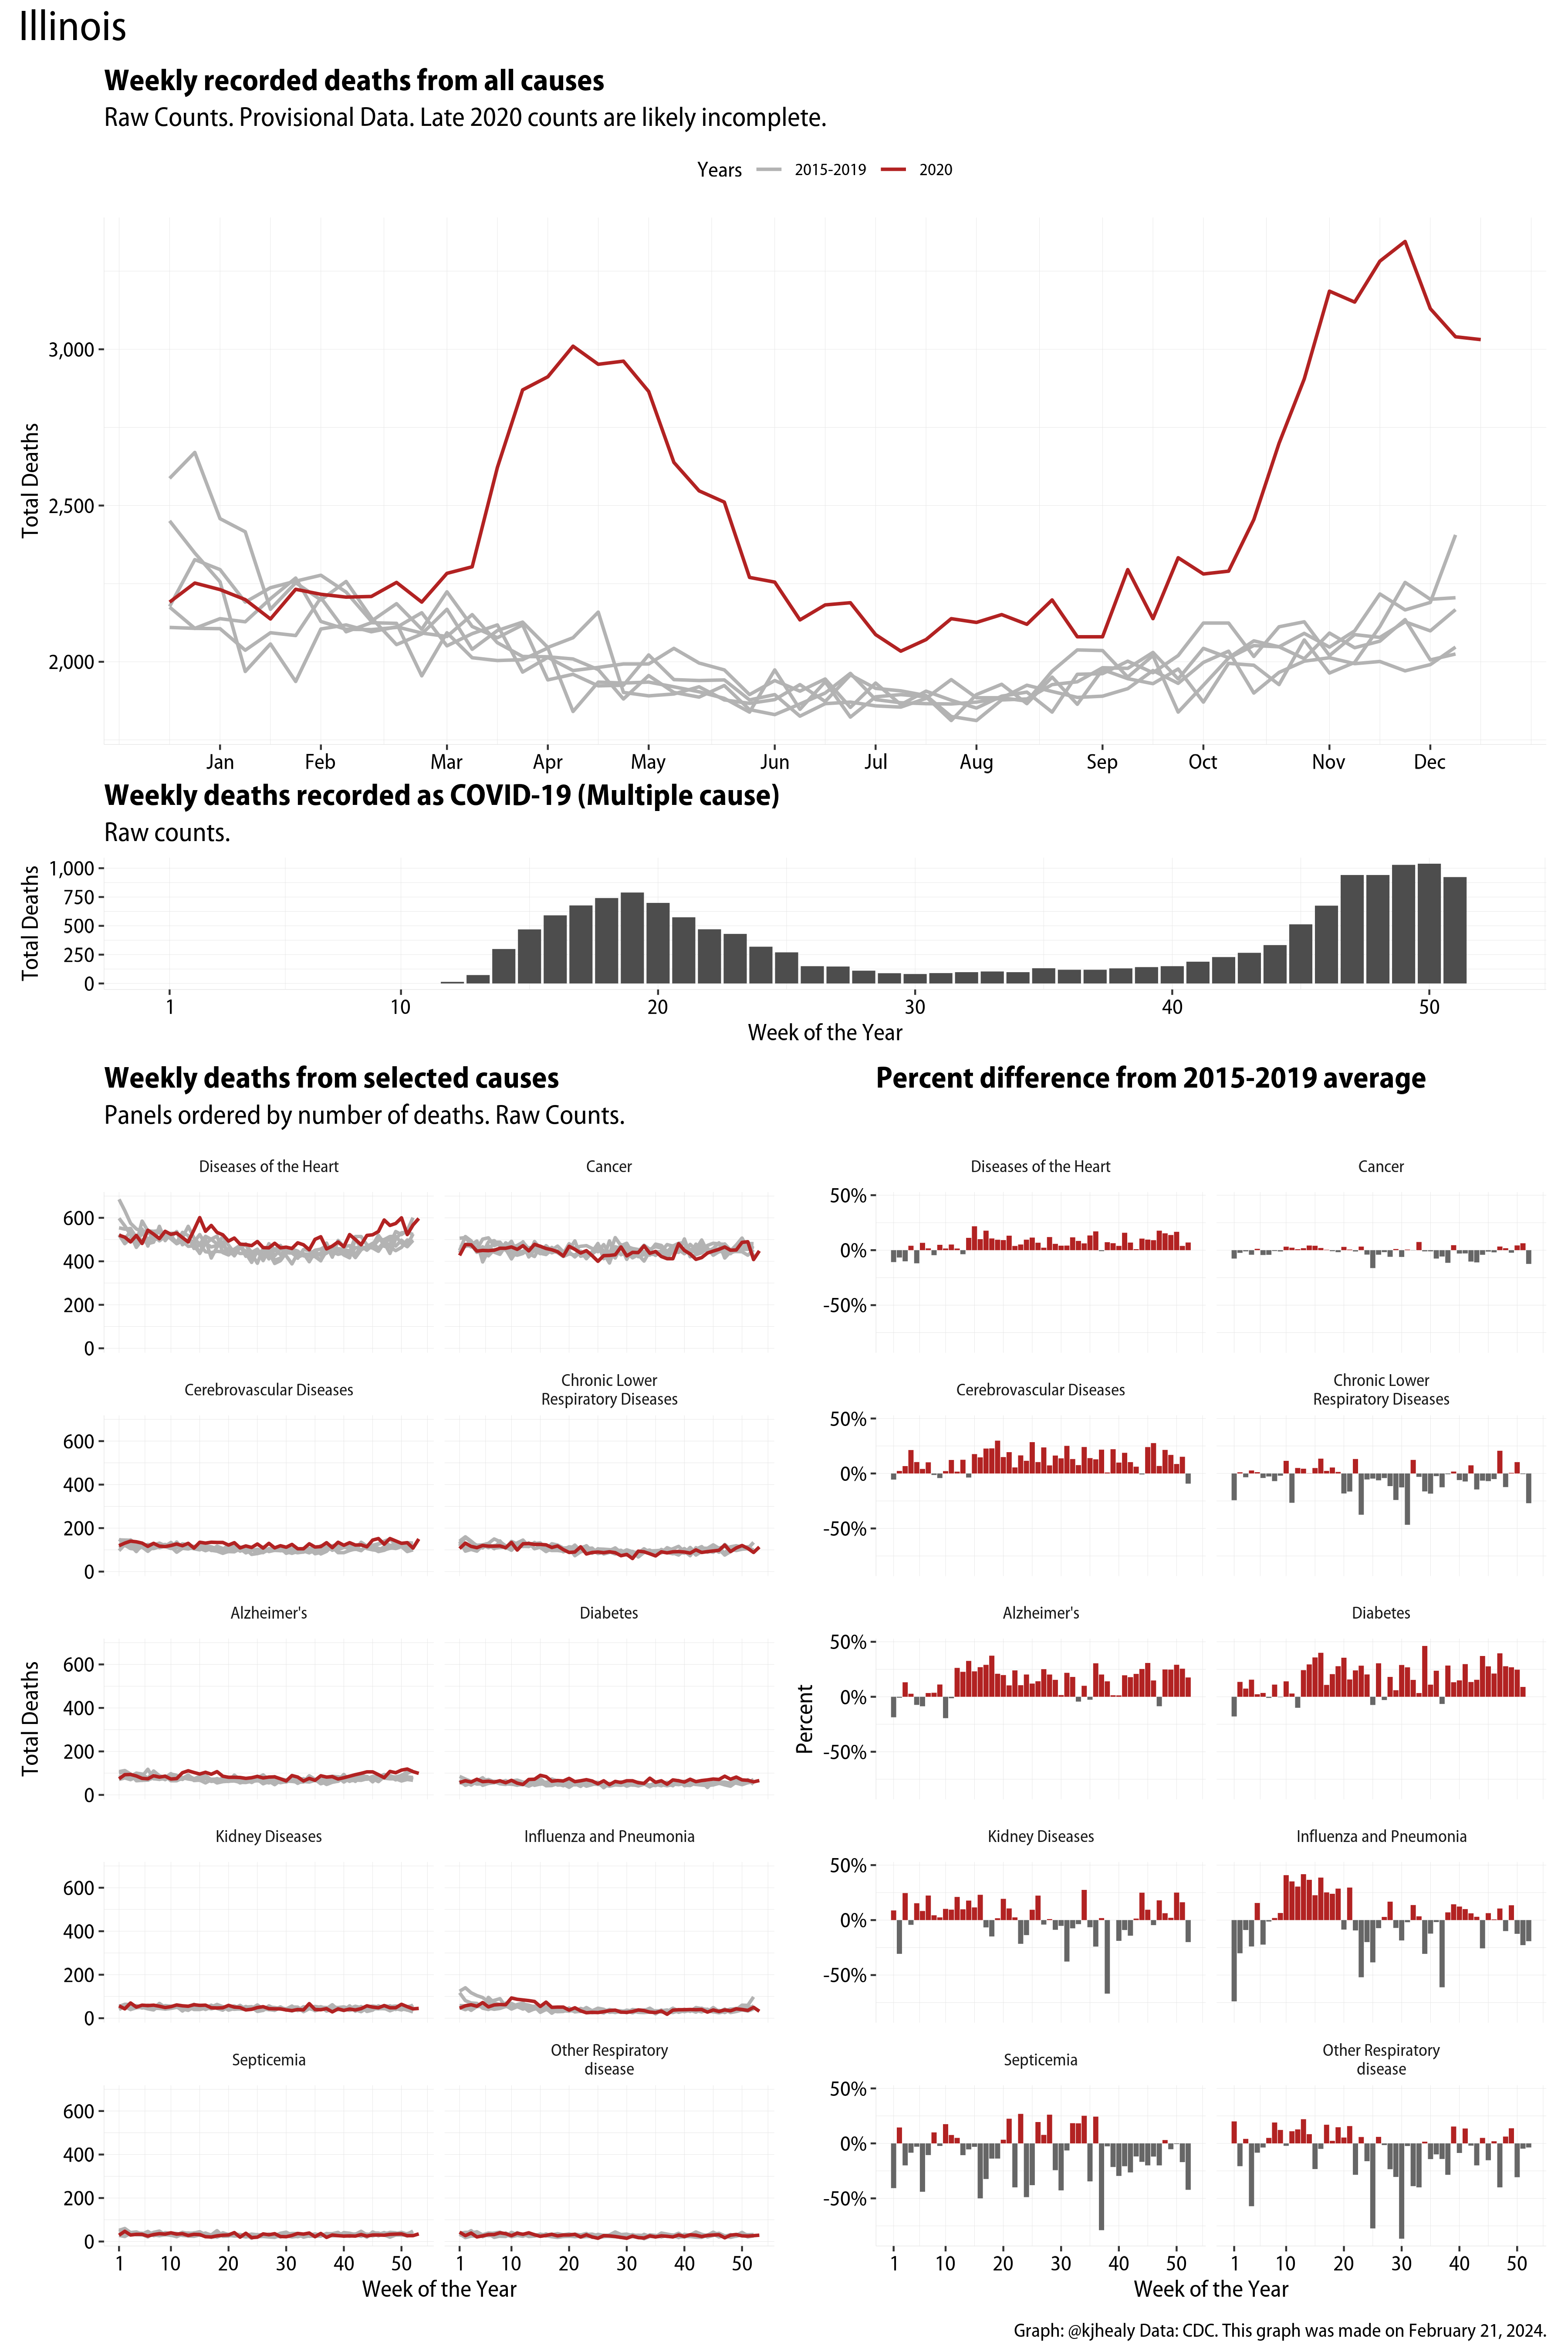 Illinois
Weekly recorded deaths from all causes
Raw Counts. Provisional Data. Late 2020 counts are likely incomplete.
Years 2015-2019 2020
Total Deaths
3,000
2,500
2,000
Jan Feb Mar Apr May Jun Jul Aug Sep Oct Nov Dec
Weekly deaths recorded as COVID-19 (Multiple cause)
Raw counts.
Total Deaths
1,000
750
500
250
0
1 10 20 30 40 50
Week of the Year
Weekly deaths from selected causes
Panels ordered by number of deaths. Raw Counts.
Total Deaths
Diseases of the Heart Cancer
600
400
200
0
Cerebrovascular Diseases Chronic Lower
Respiratory Diseases
600
400
200
0
Alzheimer's Diabetes
600
400
200
0
Kidney Diseases Influenza and Pneumonia
600
400
200
0
Septicemia Other Respiratory
disease
600
400
200
0
1 10 20 30 40 50 1 10 20 30 40 50
Week of the Year
Percent difference from 2015-2019 average
Percent
Diseases of the Heart Cancer
50%
0%
-50%
Cerebrovascular Diseases Chronic Lower
Respiratory Diseases
50%
0%
-50%
Alzheimer's Diabetes
50%
0%
-50%
Kidney Diseases Influenza and Pneumonia
50%
0%
-50%
Septicemia Other Respiratory
disease
50%
0%
-50%
1 10 20 30 40 50 1 10 20 30 40 50
Week of the Year
Graph: @kjhealy Data: CDC. This graph was made on February 21, 2024.